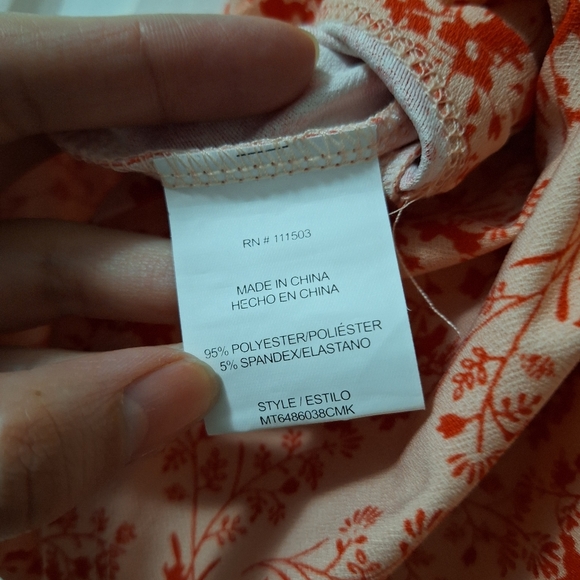 RN # 111503
MADE IN CHINA
HECHO EN CHINA
95% POLYESTER/POLIÉSTER
5% SPANDEX/ELASTANO
STYLE / ESTILO
MT6486038CMK